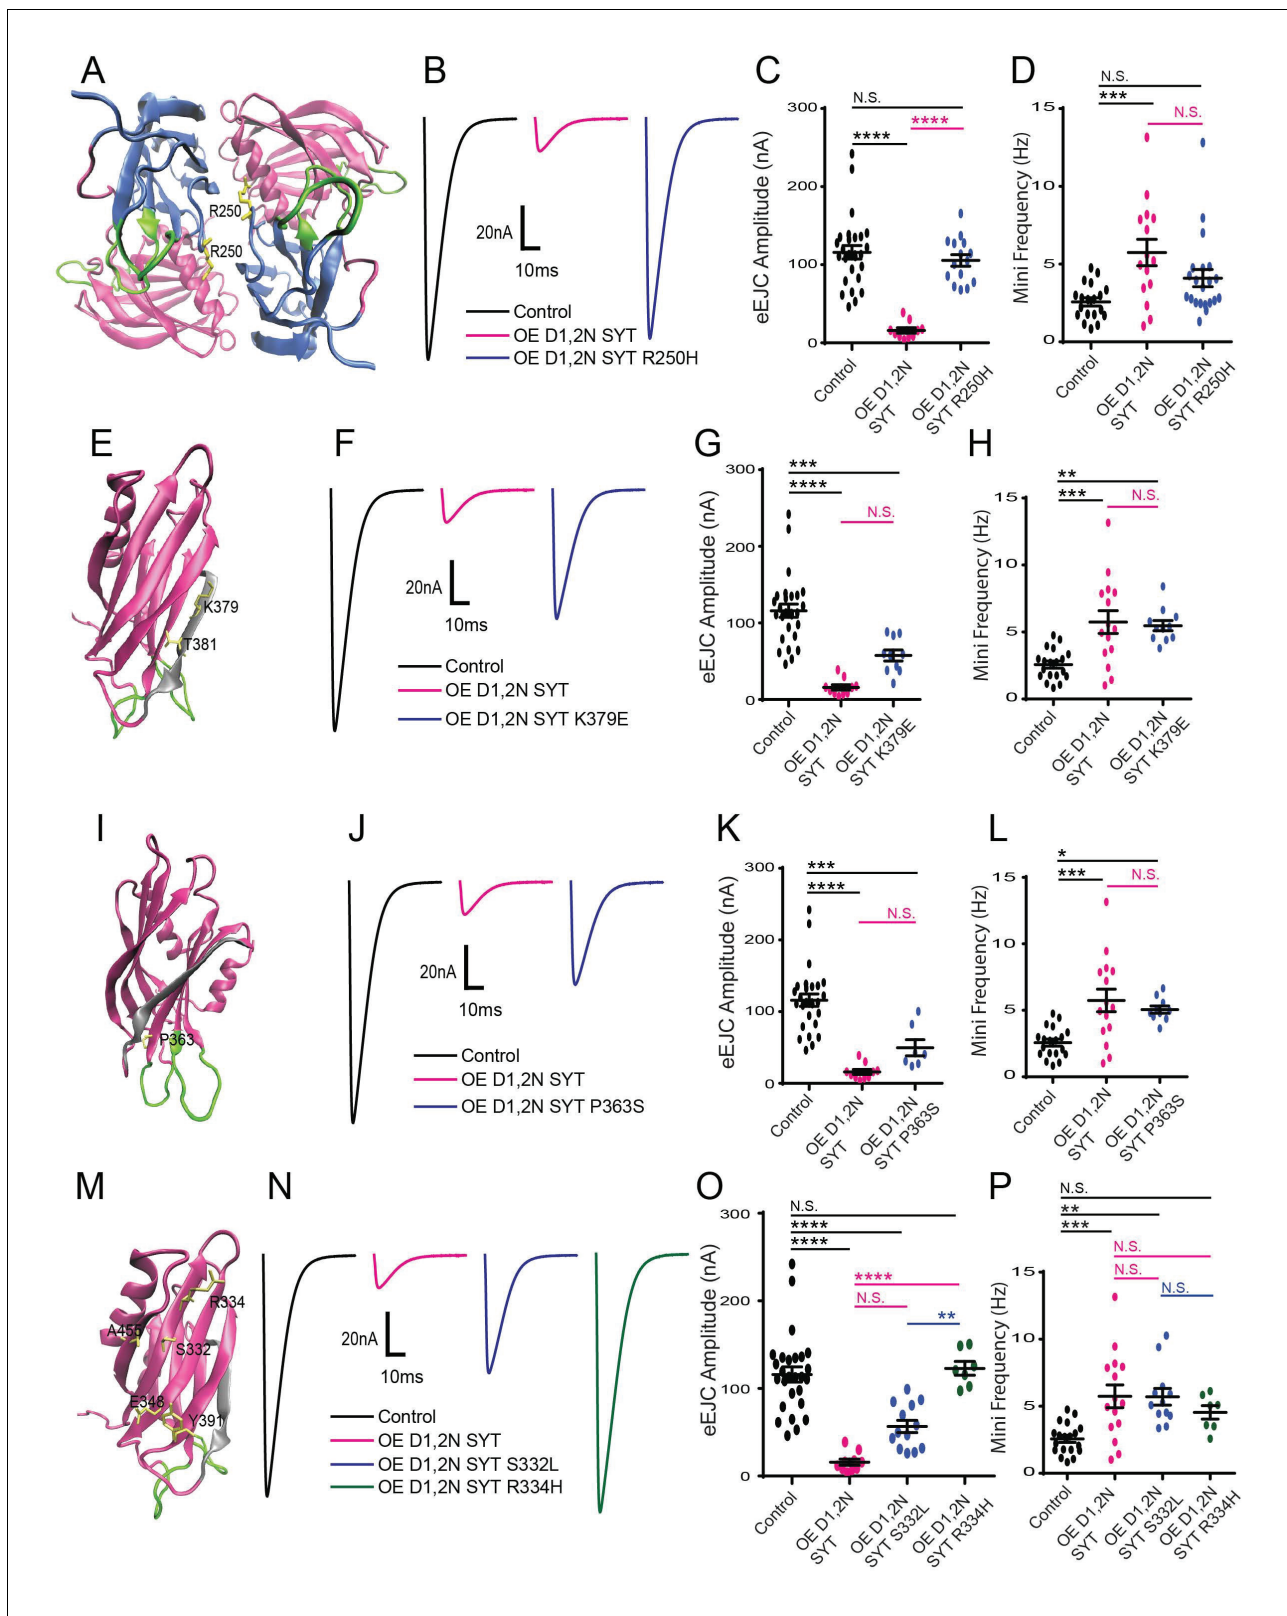 A
B
C
D
R250
R250
20nA
10ms
Control
OE D1,2N SYT
OE D1,2N SYT R250H
N.S.
****
****
300
200
100
0
eEJC Amplitude (nA)
Control
OE D1,2N
SYT
OE D1,2N
SYT R250H
N.S.
***
N.S.
15
10
5
0
Mini Frequency (Hz)
Control
OE D1,2N
SYT
OE D1,2N
SYT R250H
E
F
G
H
K379
T381
20nA
10ms
Control
OE D1,2N SYT
OE D1,2N SYT K379E
***
****
N.S.
300
200
100
0
eEJC Amplitude (nA)
Control
OE D1,2N
SYT
OE D1,2N
SYT K379E
**
***
N.S.
15
10
5
0
Mini Frequency (Hz)
Control
OE D1,2N
SYT
OE D1,2N
SYT K379E
I
J
K
L
P363
20nA
10ms
Control
OE D1,2N SYT
OE D1,2N SYT P363S
***
****
N.S.
300
200
100
0
eEJC Amplitude (nA)
Control
OE D1,2N
SYT
OE D1,2N
SYT P363S
*
***
N.S.
15
10
5
0
Mini Frequency (Hz)
Control
OE D1,2N
SYT
OE D1,2N
SYT P363S
M
N
O
P
R334
A455
S332
E348
Y391
20nA
10ms
Control
OE D1,2N SYT
OE D1,2N SYT S332L
OE D1,2N SYT R334H
N.S.
****
****
****
N.S.
**
300
200
100
0
eEJC Amplitude (nA)
Control
OE D1,2N
SYT
OE D1,2N
SYT S332L
OE D1,2N
SYT R334H
N.S.
**
***
N.S.
N.S.
N.S.
15
10
5
0
Mini Frequency (Hz)
Control
OE D1,2N
SYT
OE D1,2N
SYT S332L
OE D1,2N
SYT R334H